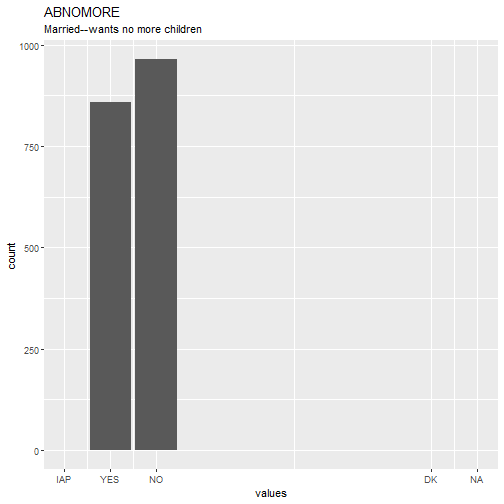 ABNOMORE
Married--wants no more children
1000
750
500
250
0
count
IAP YES NO DK NA
values